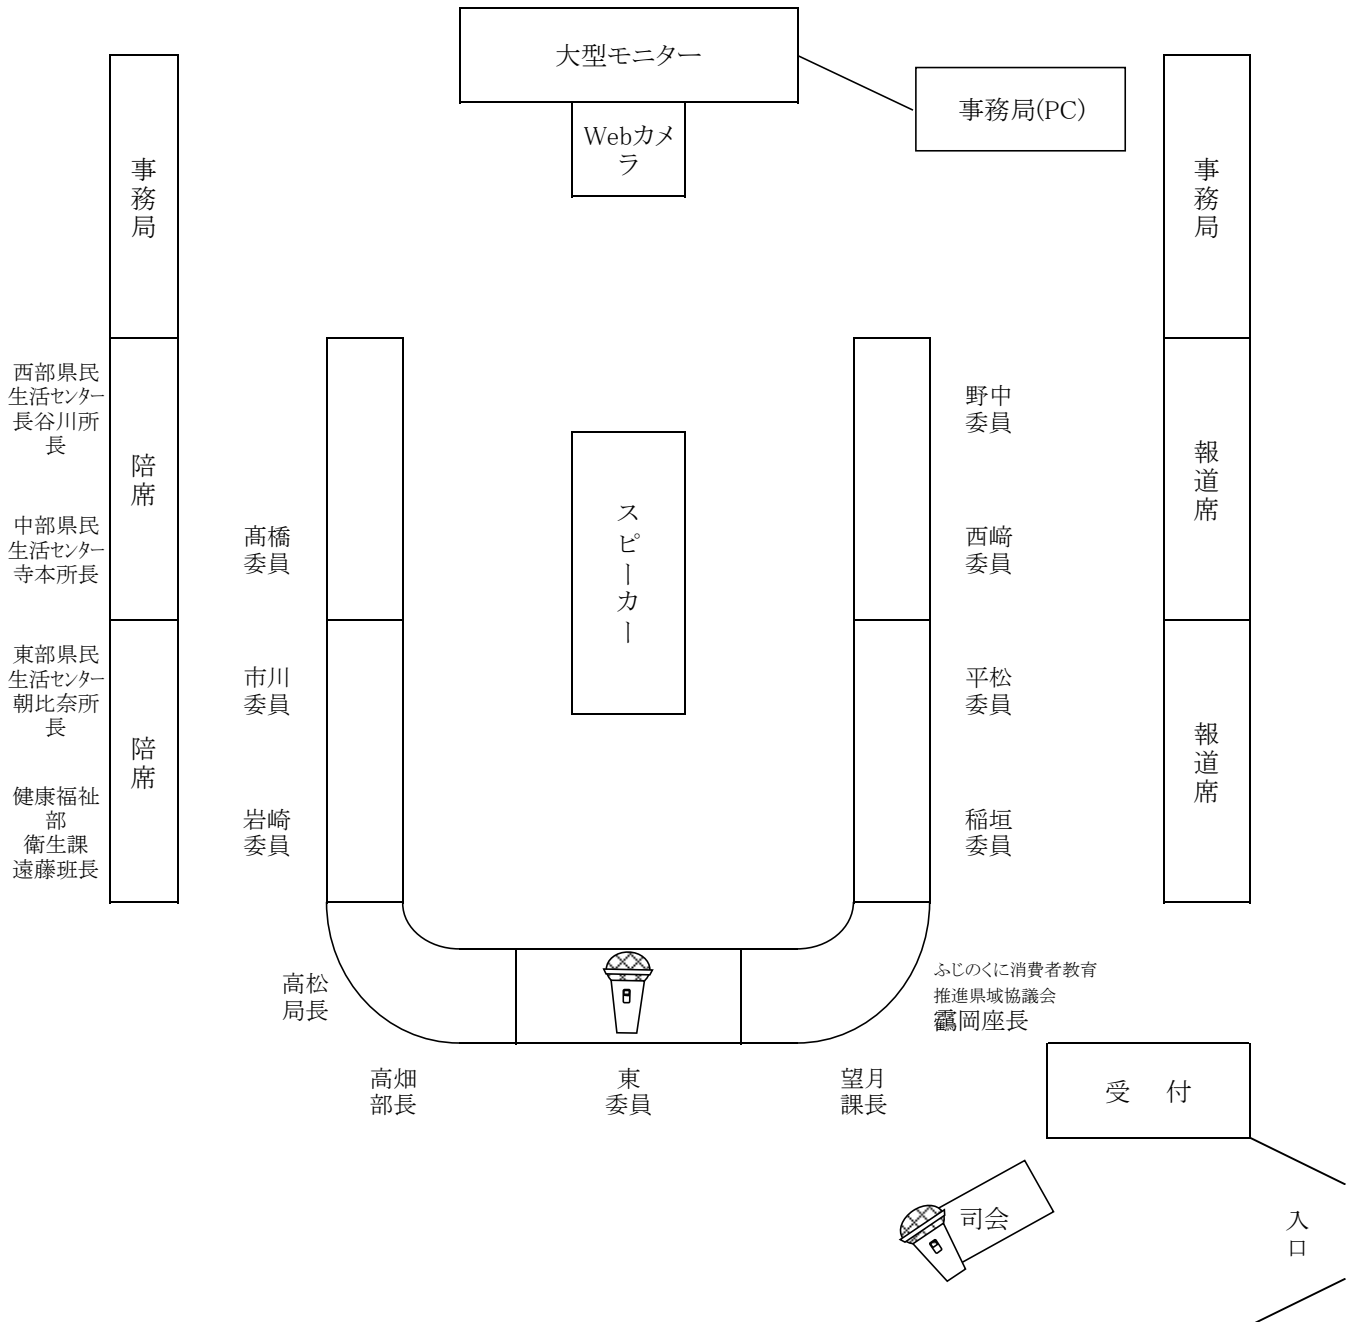 大型モニター
Webカメ
ラ
事務局(PC)
事務局
陪席
陪席
西部県民
生活センター
長谷川所
長
中部県民
生活センター
寺本所長
東部県民
生活センター
朝比奈所
長
健康福祉
部
衛生課
遠藤班長
髙橋
委員
市川
委員
岩崎
委員
高松
局長
高畑
部長
スピーカー
東
委員
望月
課長
野中
委員
西﨑
委員
平松
委員
稲垣
委員
ふじのくに消費者教育
推進県域協議会
靍岡座長
事務局
報道席
報道席
受　付
司会
入口